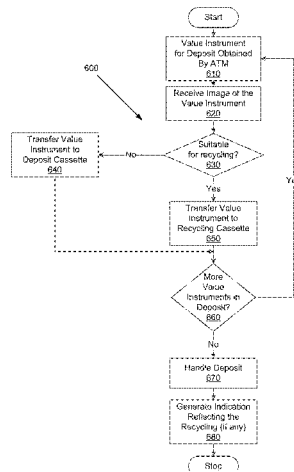 Start
Value Instrument
for Deposit Obtained
By ATM
610
600
Receive Image of the
Value Instrument
620
Suitable
for recycling?
630
No
Transfer Value
Instrument to
Deposit Cassette
640
Yes
Transfer Value
Instrument to
Recycling Cassette
650
More
Value
Instruments in
Deposit?
660
No
Handle Deposit
670
Generate Indication
Reflecting the
Recycling (if any)
680
Stop